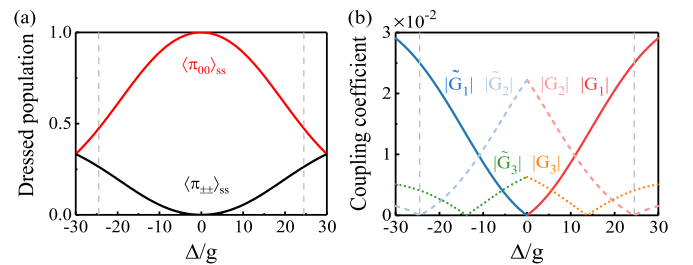 (a)
Dressed population
1.0
0.5
0.0
⟨π₀₀⟩ss
⟨π±±⟩ss
-30 -20 -10 0 10 20 30
Δ/g
(b)
×10⁻²
Coupling coefficient
3
2
1
0
|G̃₁| |G̃₂| |G₂| |G₁|
|G̃₃| |G₃|
-30 -20 -10 0 10 20 30
Δ/g